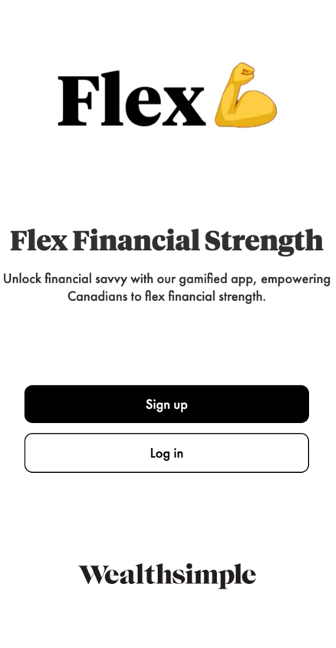 Flex
Flex Financial Strength
Unlock financial savvy with our gamified app, empowering
Canadians to flex financial strength.
Sign up
Log in
Wealthsimple